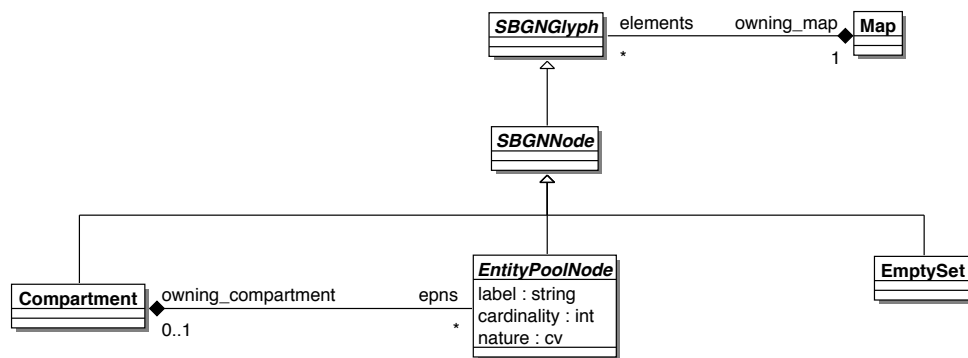 SBGNGlyph
elements
owning_map
Map
*
1
SBGNNode
EntityPoolNode
label : string
cardinality : int
nature : cv
EmptySet
Compartment
owning_compartment
epns
0..1
*